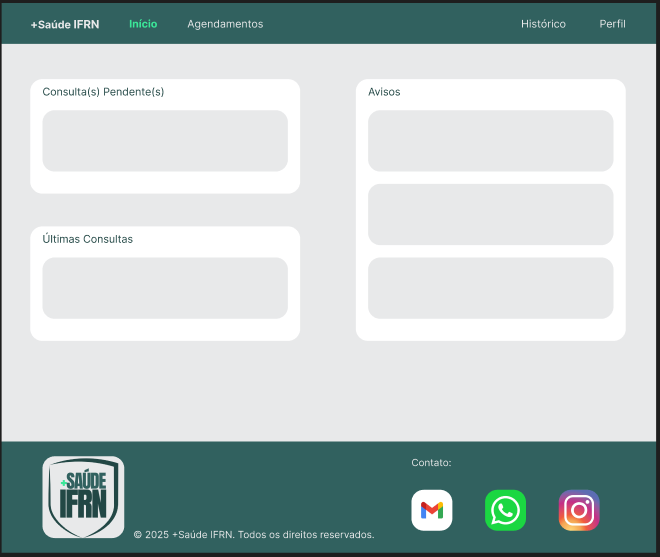 +Saúde IFRN
Início
Agendamentos
Histórico
Perfil
Consulta(s) Pendente(s)
Últimas Consultas
Avisos
+SAÚDE
IFRN
© 2025 +Saúde IFRN. Todos os direitos reservados.
Contato: